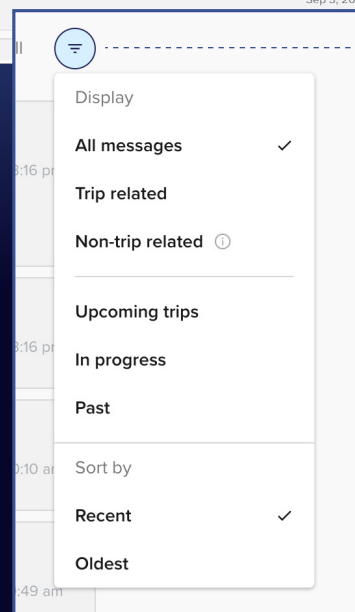 Display
All messages
Trip related
Non-trip related
Upcoming trips
In progress
Past
Sort by
Recent
Oldest